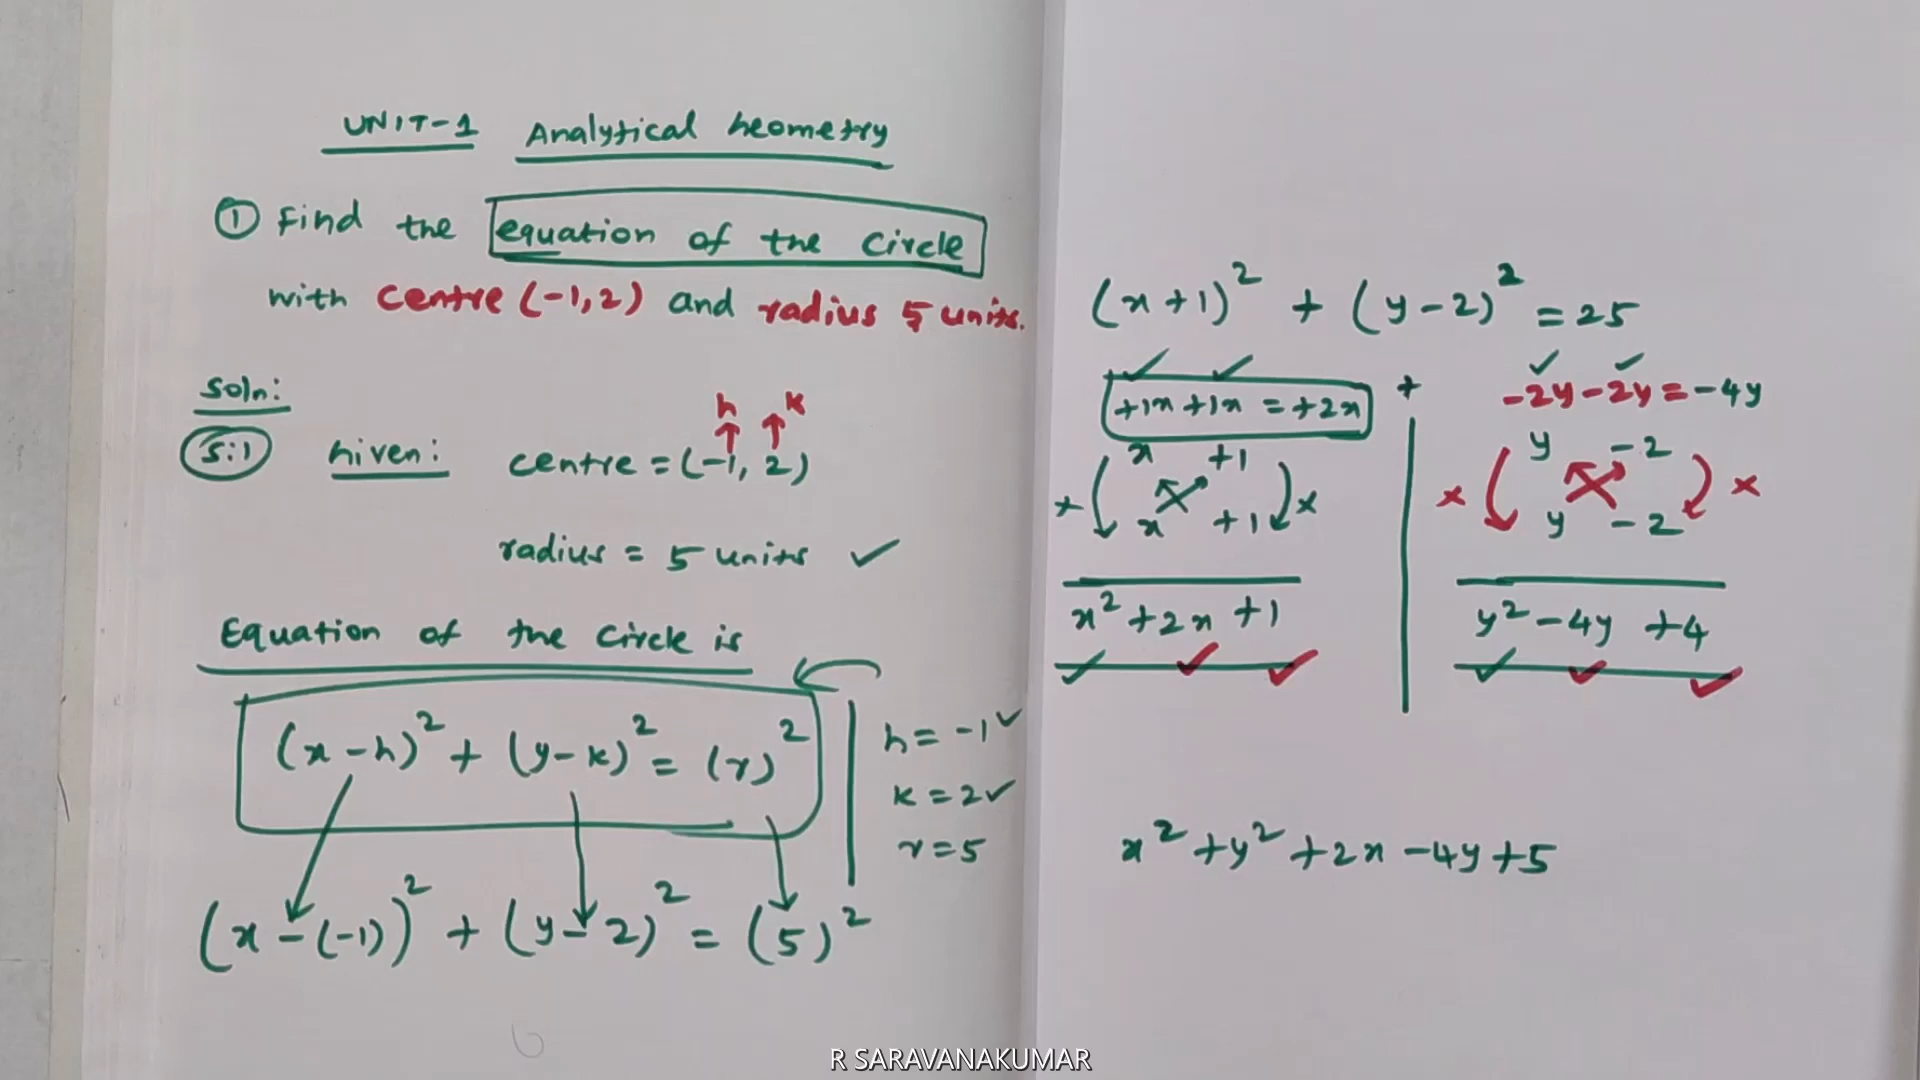 UNIT-1 Analytical Geometry
① Find the equation of the Circle
with Centre (-1,2) and radius 5 units.
Soln:
h k
S:1 Given: Centre = (-1, 2)
radius = 5 units ✓
Equation of the Circle is
(x-h)² + (y-k)² = (r)²
h = -1 ✓
k = 2 ✓
r = 5
(x-(-1))² + (y-2)² = (5)²
(x+1)² + (y-2)² = 25
+1x +1x = +2x + -2y -2y = -4y
x +1 y -2
x +1 x y -2 x
x² + 2x +1 y² - 4y +4
x² + y² + 2x - 4y + 5
R SARAVANAKUMAR